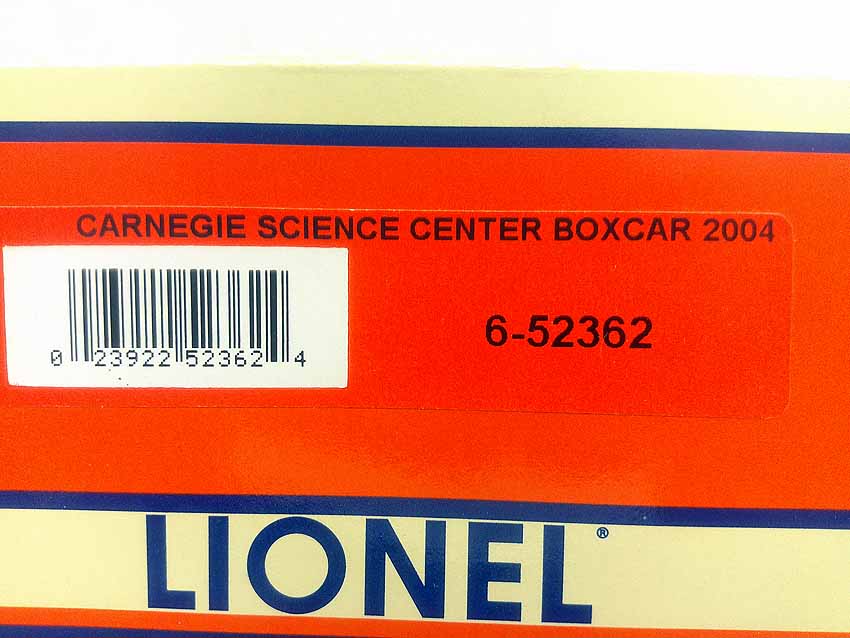 CARNEGIE SCIENCE CENTER BOXCAR 2004
6-52362
0 23922 52362 4
LIONEL®